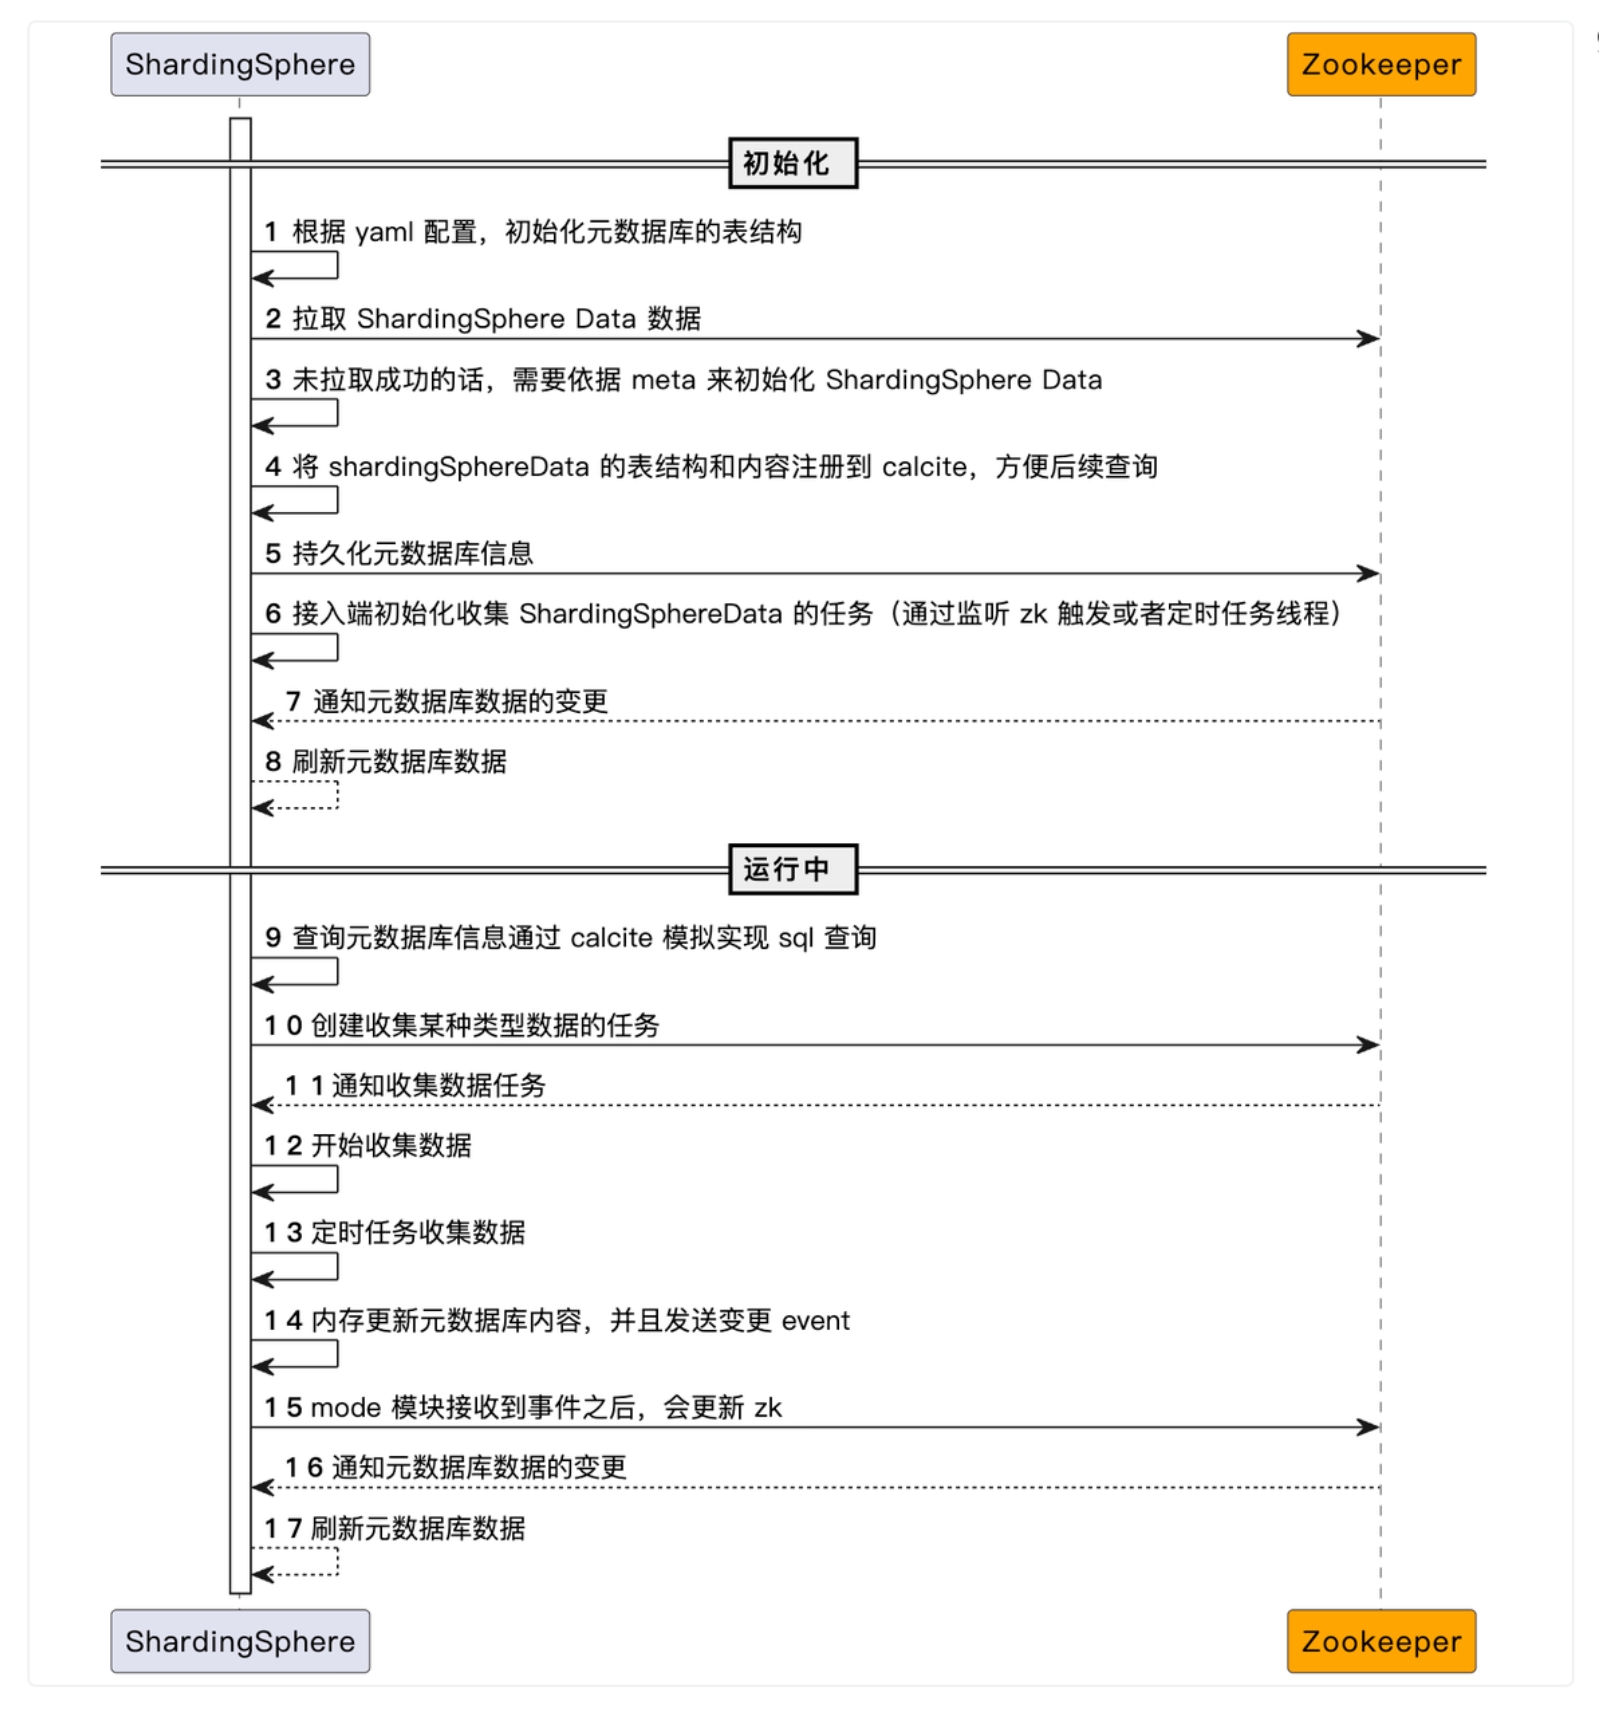 ShardingSphere
Zookeeper
初始化
1 根据 yaml 配置，初始化元数据库的表结构
2 拉取 ShardingSphere Data 数据
3 未拉取成功的话，需要依据 meta 来初始化 ShardingSphere Data
4 将 shardingSphereData 的表结构和内容注册到 calcite，方便后续查询
5 持久化元数据库信息
6 接入端初始化收集 ShardingSphereData 的任务（通过监听 zk 触发或者定时任务线程）
7 通知元数据库数据的变更
8 刷新元数据库数据
运行中
9 查询元数据库信息通过 calcite 模拟实现 sql 查询
10 创建收集某种类型数据的任务
11 通知收集数据任务
12 开始收集数据
13 定时任务收集数据
14 内存更新元数据库内容，并且发送变更 event
15 mode 模块接收到事件之后，会更新 zk
16 通知元数据库数据的变更
17 刷新元数据库数据
ShardingSphere
Zookeeper